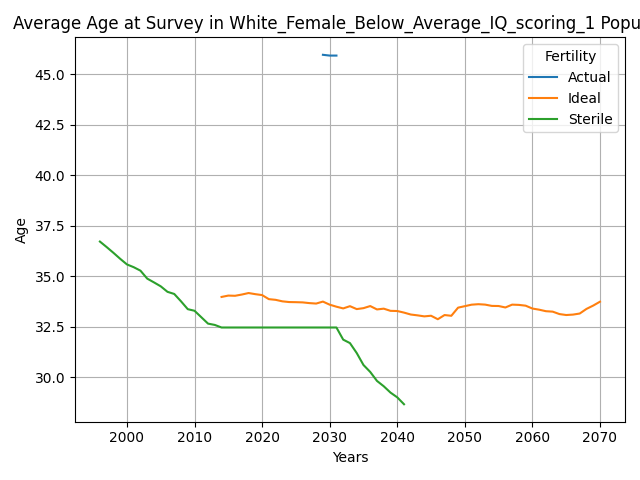 Average Age at Survey in White_Female_Below_Average_IQ_scoring_1 Popu
Fertility
Actual
Ideal
Sterile
45.0
42.5
40.0
37.5
35.0
32.5
30.0
Age
2000 2010 2020 2030 2040 2050 2060 2070
Years